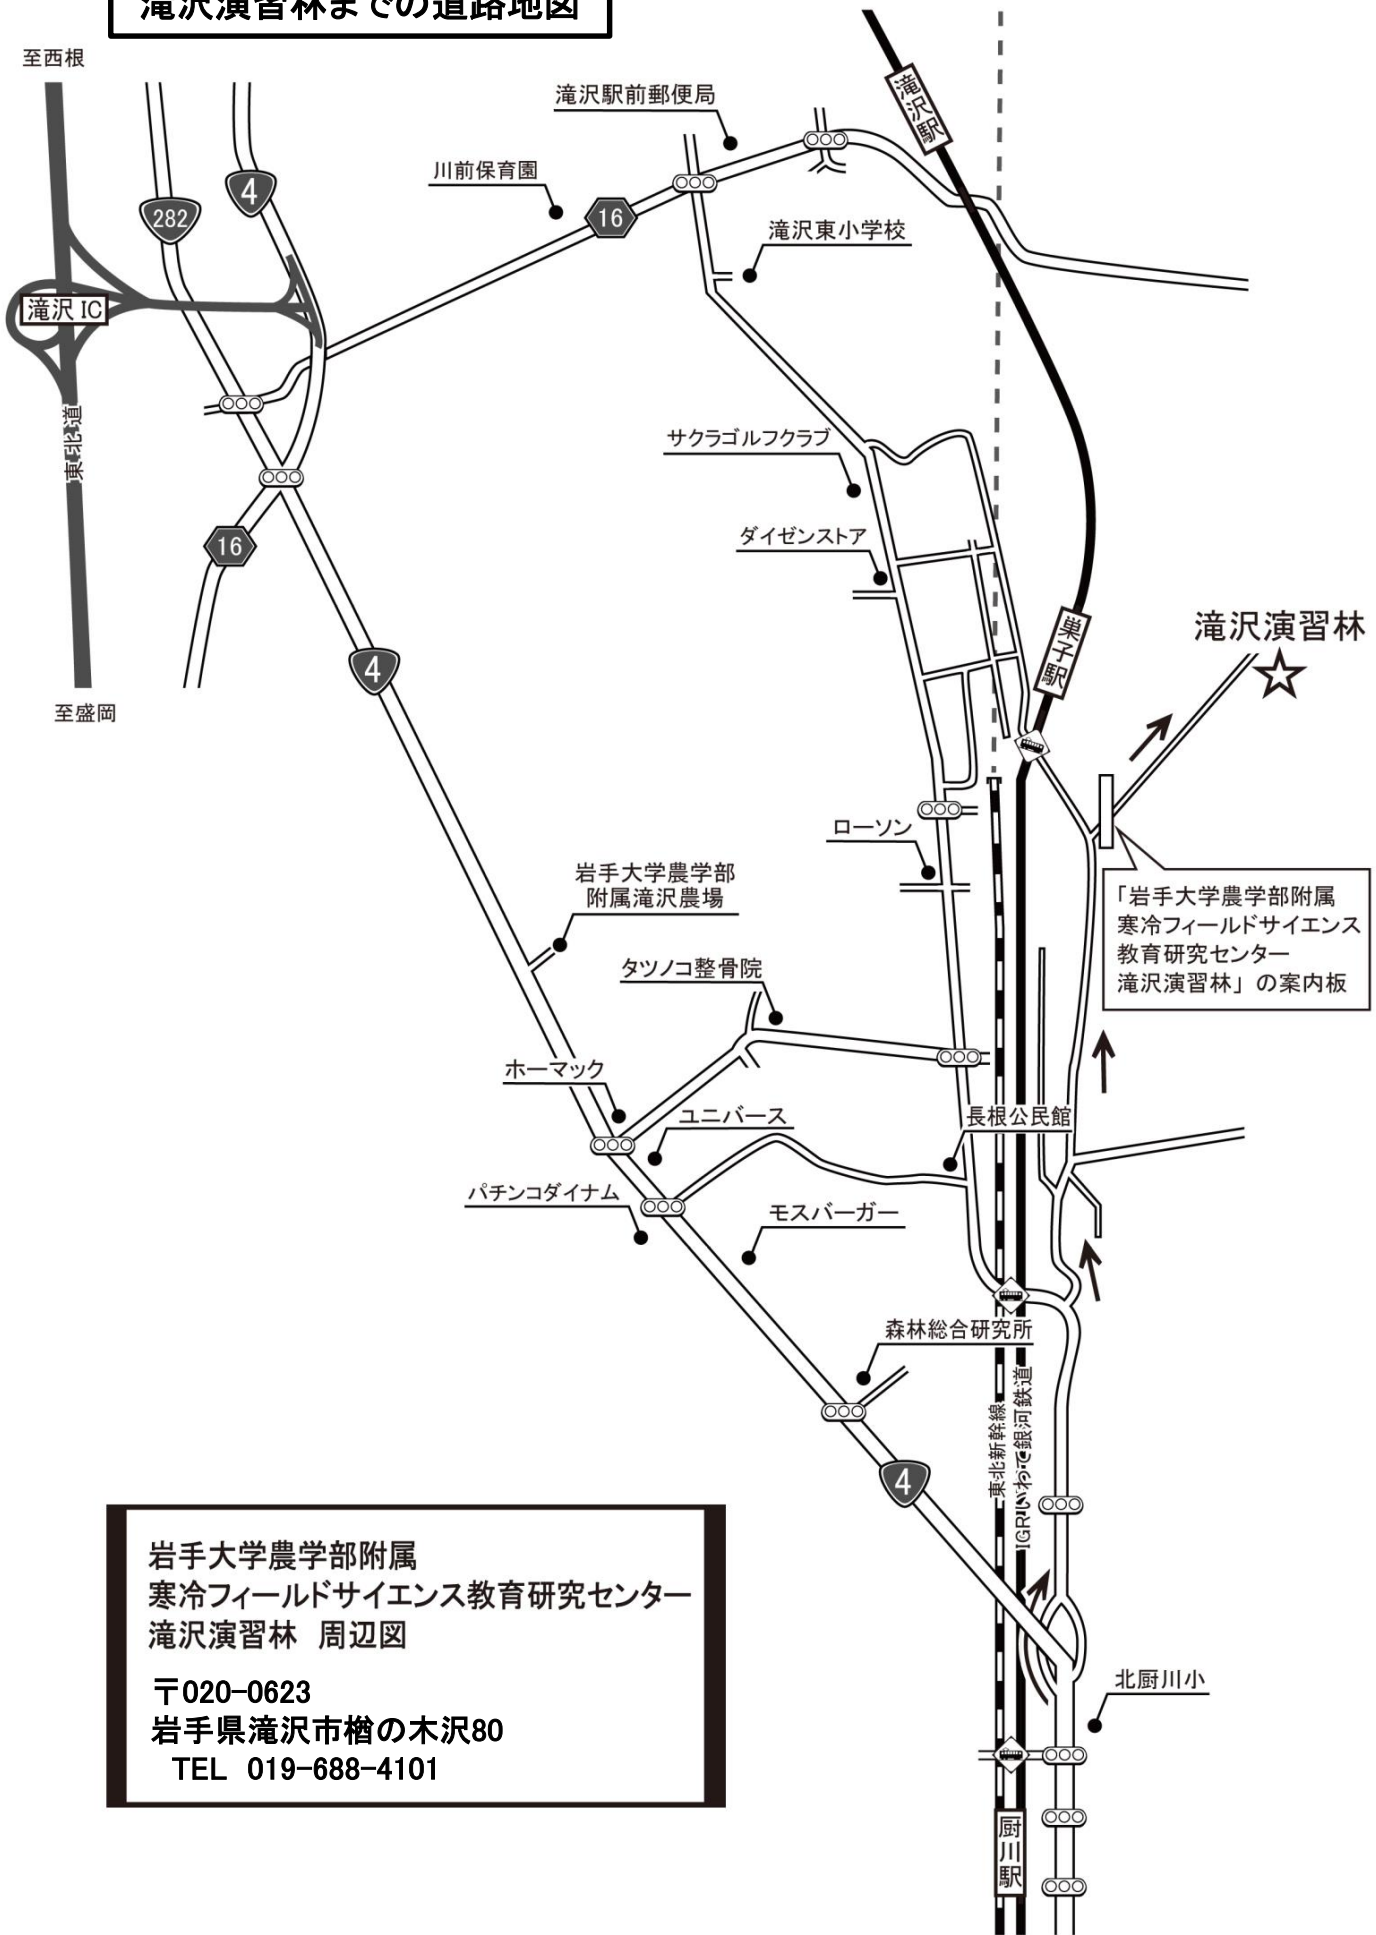 滝沢演習林までの道路地図
至西根
滝沢駅
滝沢駅前郵便局
川前保育園
4
282
16
滝沢東小学校
滝沢 IC
東北道
サクラゴルフクラブ
ダイゼンストア
16
4
巣子駅
滝沢演習林
至盛岡
ローソン
岩手大学農学部
附属滝沢農場
「岩手大学農学部附属
寒冷フィールドサイエンス
教育研究センター
滝沢演習林」の案内板
タツノコ整骨院
ホーマック
ユニバース
長根公民館
パチンコダイナム
モスバーガー
森林総合研究所
東北新幹線
IGRいわて銀河鉄道
4
岩手大学農学部附属
寒冷フィールドサイエンス教育研究センター
滝沢演習林 周辺図
〒020-0623
岩手県滝沢市楢の木沢80
TEL 019-688-4101
北厨川小
厨川駅